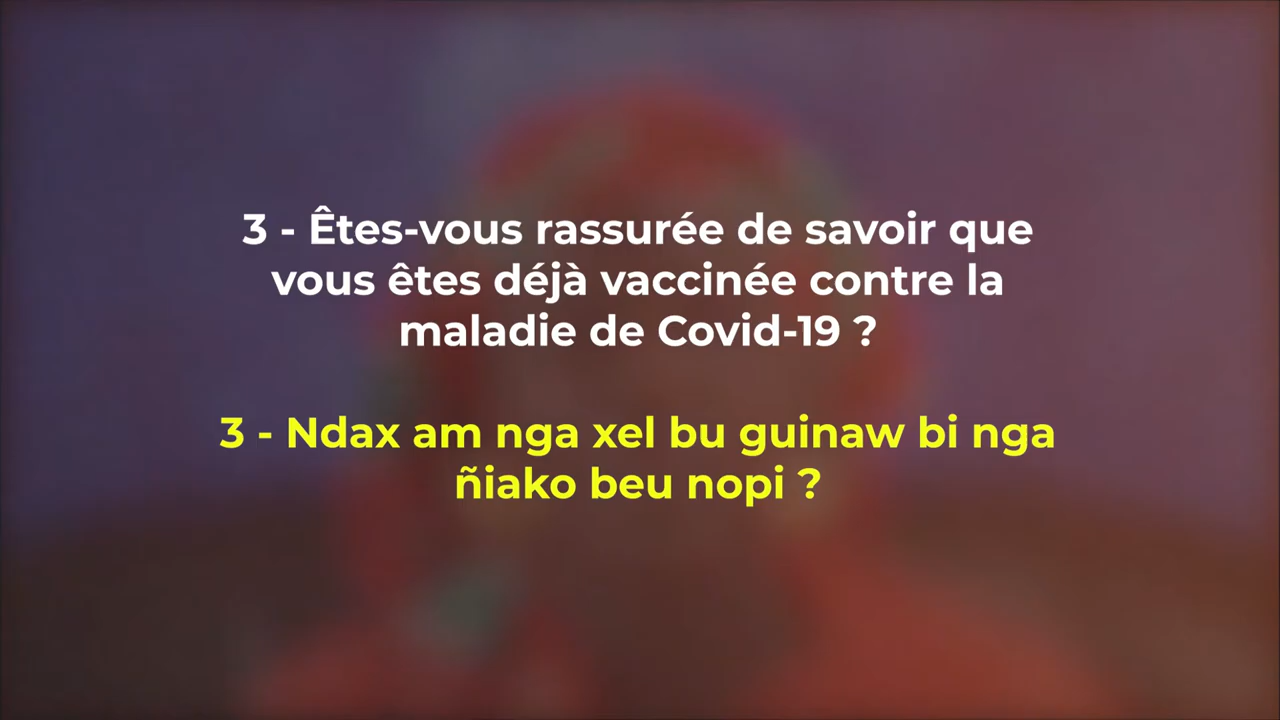 3 - Êtes-vous rassurée de savoir que
vous êtes déjà vaccinée contre la
maladie de Covid-19 ?
3 - Ndax am nga xel bu guinaw bi nga
ñiako beu nopi ?